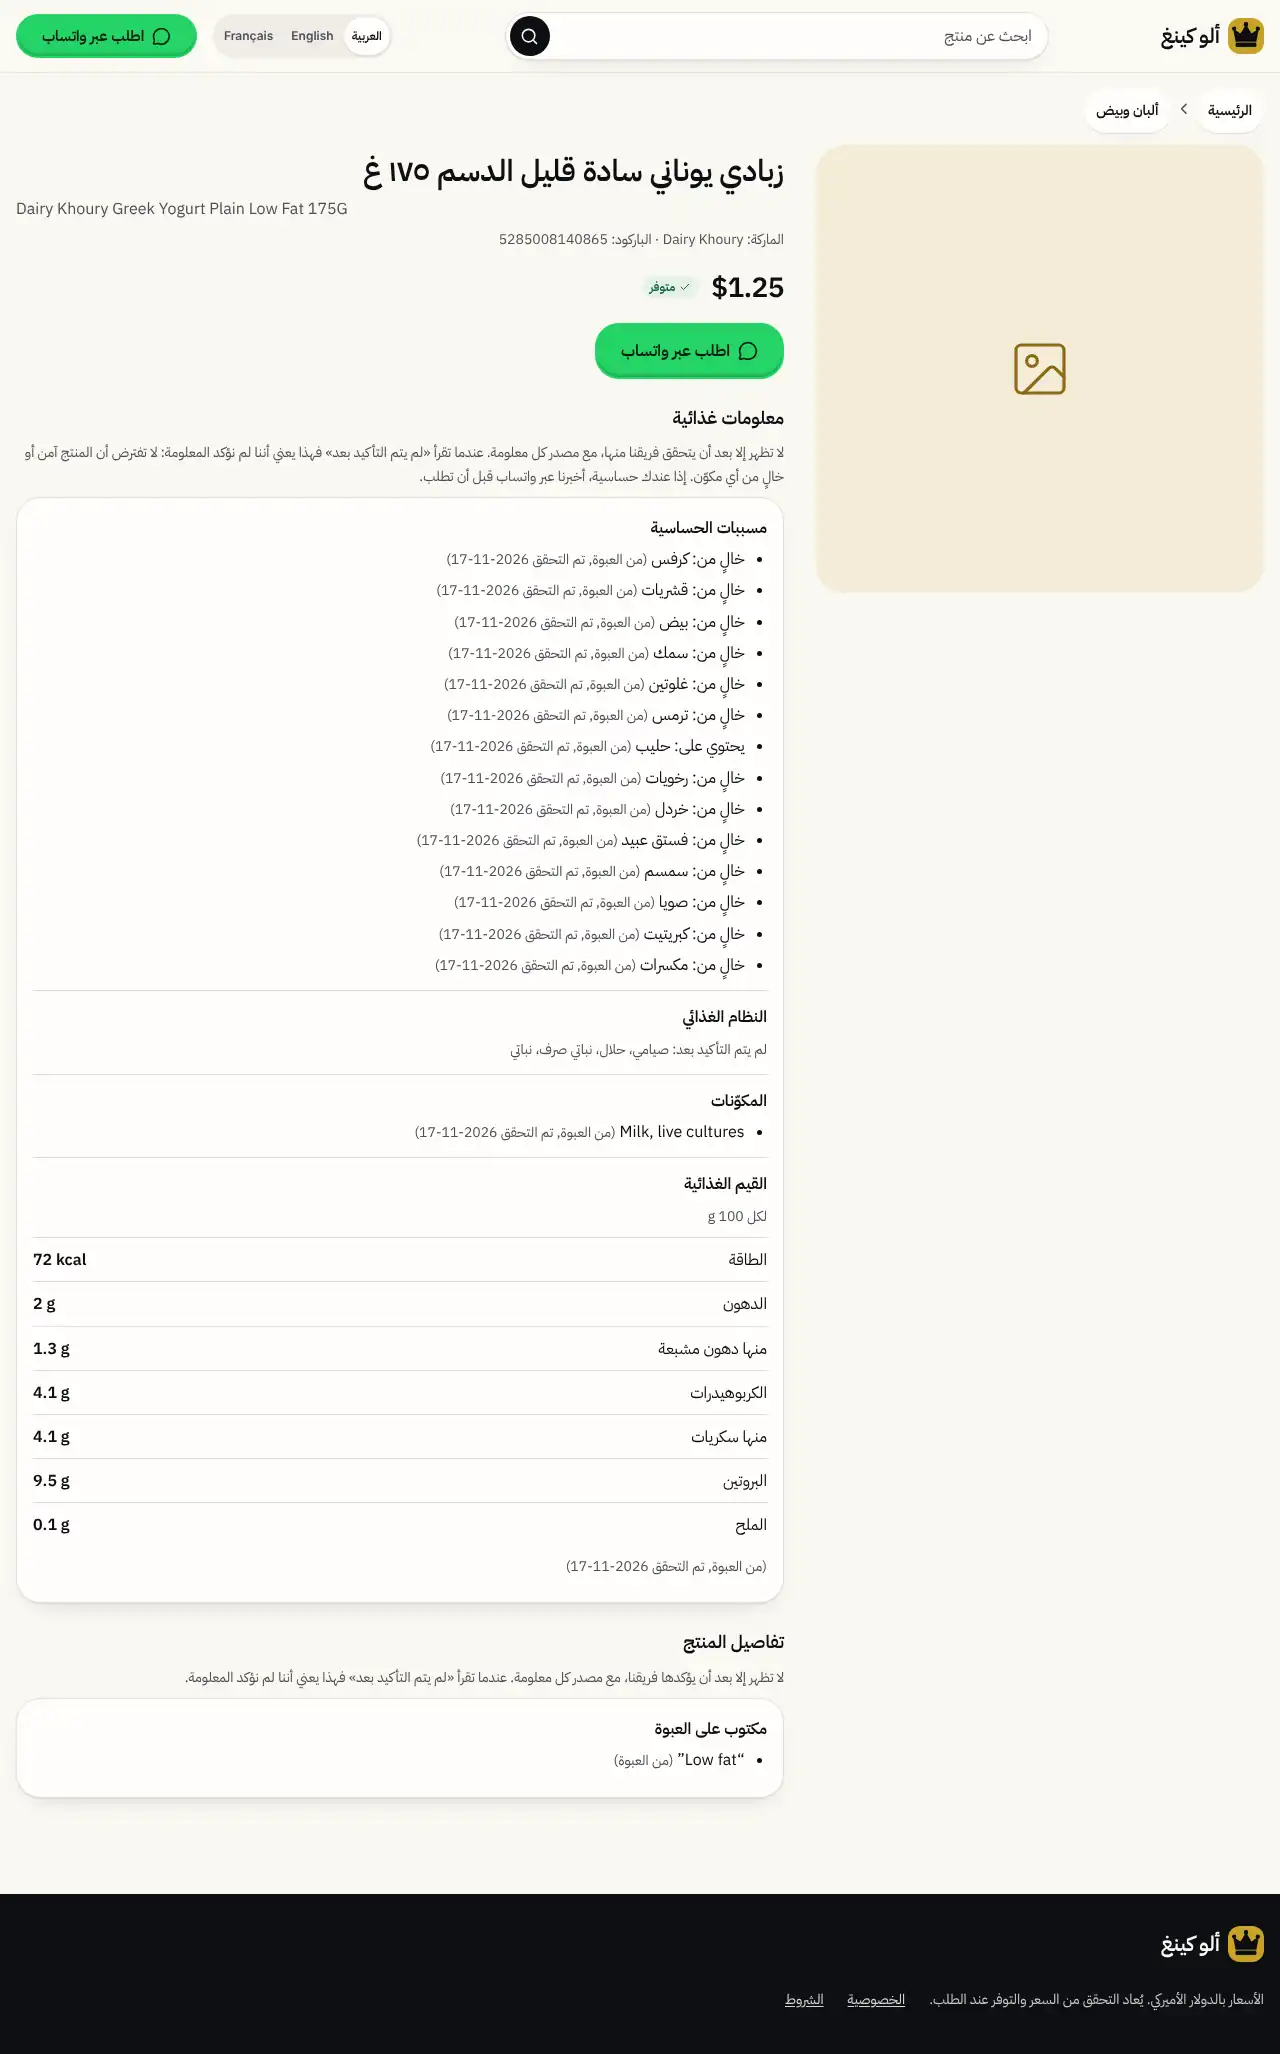 ألو كينغ
ابحث عن منتج
العربية
English
Français
اطلب عبر واتساب
الرئيسية
ألبان وبيض
زبادي يوناني سادة قليل الدسم ١٧٥ غ
Dairy Khoury Greek Yogurt Plain Low Fat 175G
الماركة: Dairy Khoury · الباركود: 5285008140865
$1.25
متوفر
اطلب عبر واتساب
معلومات غذائية
لا تظهر إلا بعد أن يتحقق فريقنا منها، مع مصدر كل معلومة. عندما تقرأ «لم يتم التأكيد بعد» فهذا يعني أننا لم نؤكد المعلومة: لا تفترض أن المنتج آمن أو
خالٍ من أي مكوّن. إذا عندك حساسية، أخبرنا عبر واتساب قبل أن تطلب.
مسببات الحساسية
خالٍ من: كرفس (من العبوة, تم التحقق 2026-11-17)
خالٍ من: قشريات (من العبوة, تم التحقق 2026-11-17)
خالٍ من: بيض (من العبوة, تم التحقق 2026-11-17)
خالٍ من: سمك (من العبوة, تم التحقق 2026-11-17)
خالٍ من: غلوتين (من العبوة, تم التحقق 2026-11-17)
خالٍ من: ترمس (من العبوة, تم التحقق 2026-11-17)
يحتوي على: حليب (من العبوة, تم التحقق 2026-11-17)
خالٍ من: رخويات (من العبوة, تم التحقق 2026-11-17)
خالٍ من: خردل (من العبوة, تم التحقق 2026-11-17)
خالٍ من: فستق عبيد (من العبوة, تم التحقق 2026-11-17)
خالٍ من: سمسم (من العبوة, تم التحقق 2026-11-17)
خالٍ من: صويا (من العبوة, تم التحقق 2026-11-17)
خالٍ من: كبريتيت (من العبوة, تم التحقق 2026-11-17)
خالٍ من: مكسرات (من العبوة, تم التحقق 2026-11-17)
النظام الغذائي
لم يتم التأكيد بعد: صيامي، حلال، نباتي صرف، نباتي
المكوّنات
Milk, live cultures (من العبوة, تم التحقق 2026-11-17)
القيم الغذائية
لكل 100 g
الطاقة 72 kcal
الدهون 2 g
منها دهون مشبعة 1.3 g
الكربوهيدرات 4.1 g
منها سكريات 4.1 g
البروتين 9.5 g
الملح 0.1 g
(من العبوة, تم التحقق 2026-11-17)
تفاصيل المنتج
لا تظهر إلا بعد أن يؤكدها فريقنا، مع مصدر كل معلومة. عندما تقرأ «لم يتم التأكيد بعد» فهذا يعني أننا لم نؤكد المعلومة.
مكتوب على العبوة
“Low fat” (من العبوة)
ألو كينغ
الأسعار بالدولار الأميركي. يُعاد التحقق من السعر والتوفر عند الطلب.
الخصوصية
الشروط